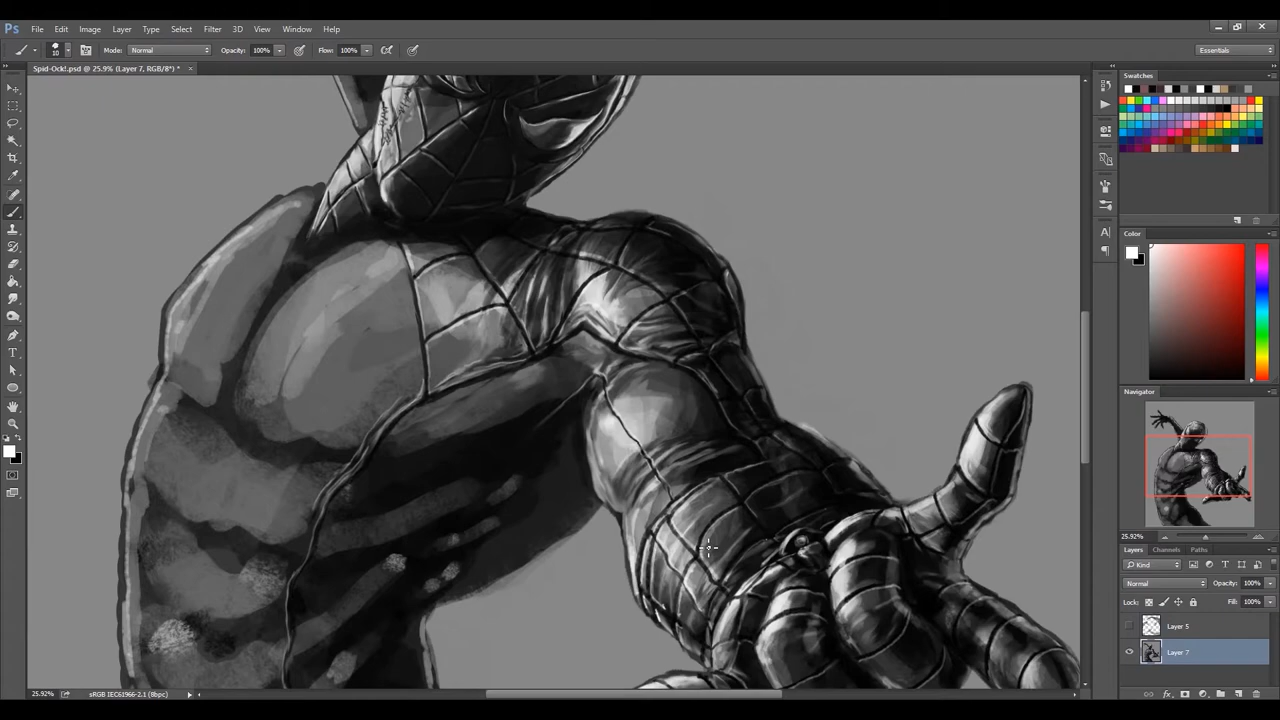 Ps File Edit Image Layer Type Select Filter 3D View Window Help
10 Mode: Normal Opacity: 100% Flow: 100% Essentials
Spid-Ock!.psd @ 25.9% (Layer 7, RGB/8*) *
Swatches
Color
Navigator
25.92%
Layers Channels Paths
Kind
Normal Opacity: 100%
Lock: Fill: 100%
Layer 5
Layer 7
25.92% sRGB IEC61966-2.1 (8bpc)